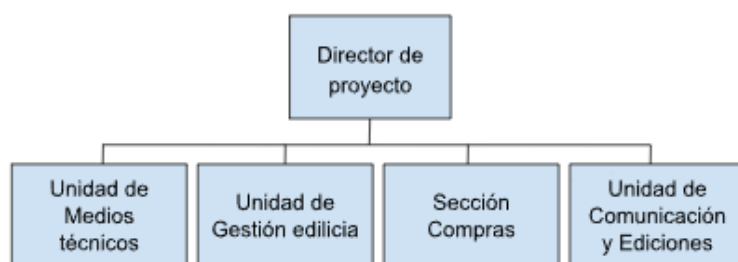 Director de
proyecto
Unidad de
Medios
técnicos
Unidad de
Gestión edilicia
Sección
Compras
Unidad de
Comunicación
y Ediciones